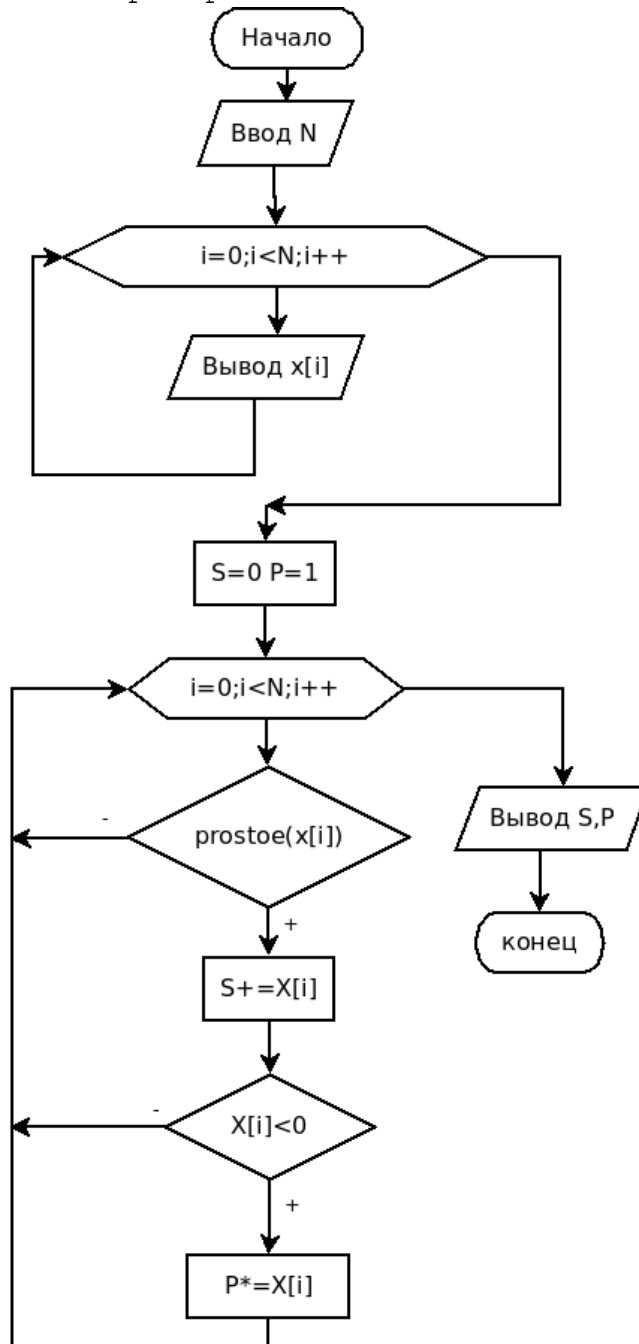 Начало
Ввод N
i=0;i<N;i++
Вывод x[i]
S=0 P=1
i=0;i<N;i++
prostoe(x[i])
-
+
Вывод S,P
конец
S+=X[i]
X[i]<0
-
+
P*=X[i]